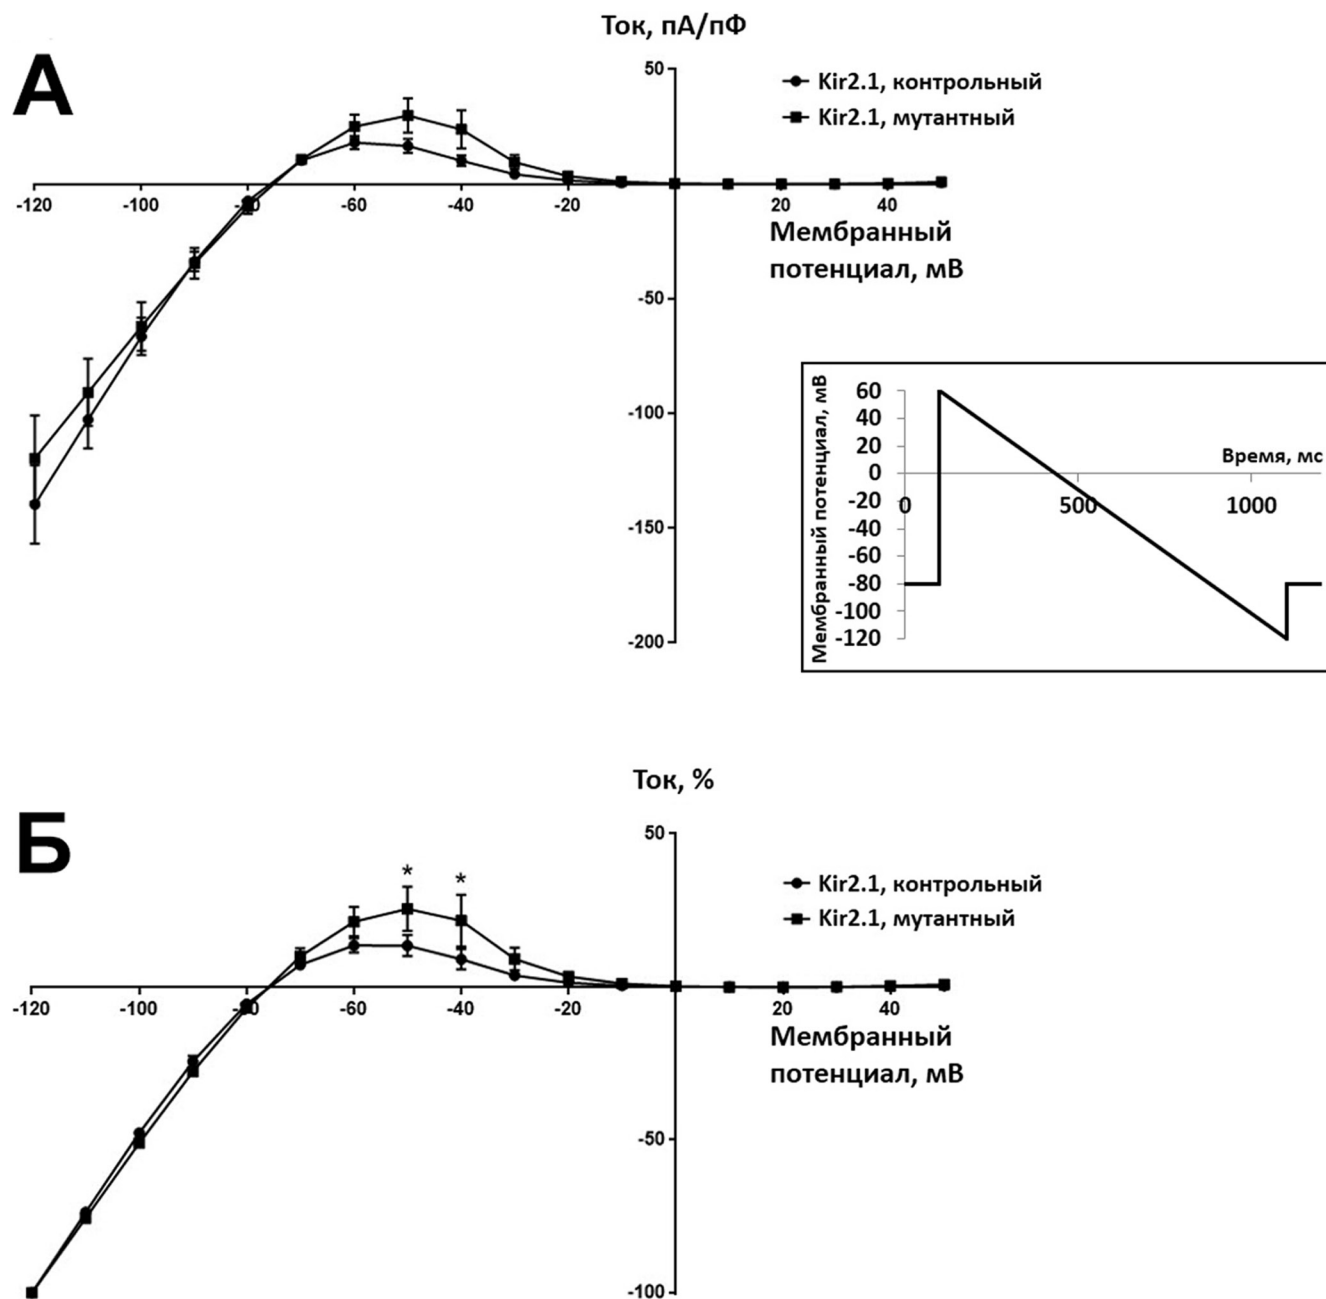 Ток, пА/пФ
А
50
Kir2.1, контрольный
Kir2.1, мутантный
-120 -100 -80 -60 -40 -20 20 40
Мембранный
потенциал, мВ
-50
-100
-150
-200
Мембранный потенциал, мВ
60
40
20
0
-20
-40
-60
-80
-100
-120
Время, мс
0 500 1000
Ток, %
Б
50
* *
Kir2.1, контрольный
Kir2.1, мутантный
-120 -100 -80 -60 -40 -20 20 40
Мембранный
потенциал, мВ
-50
-100